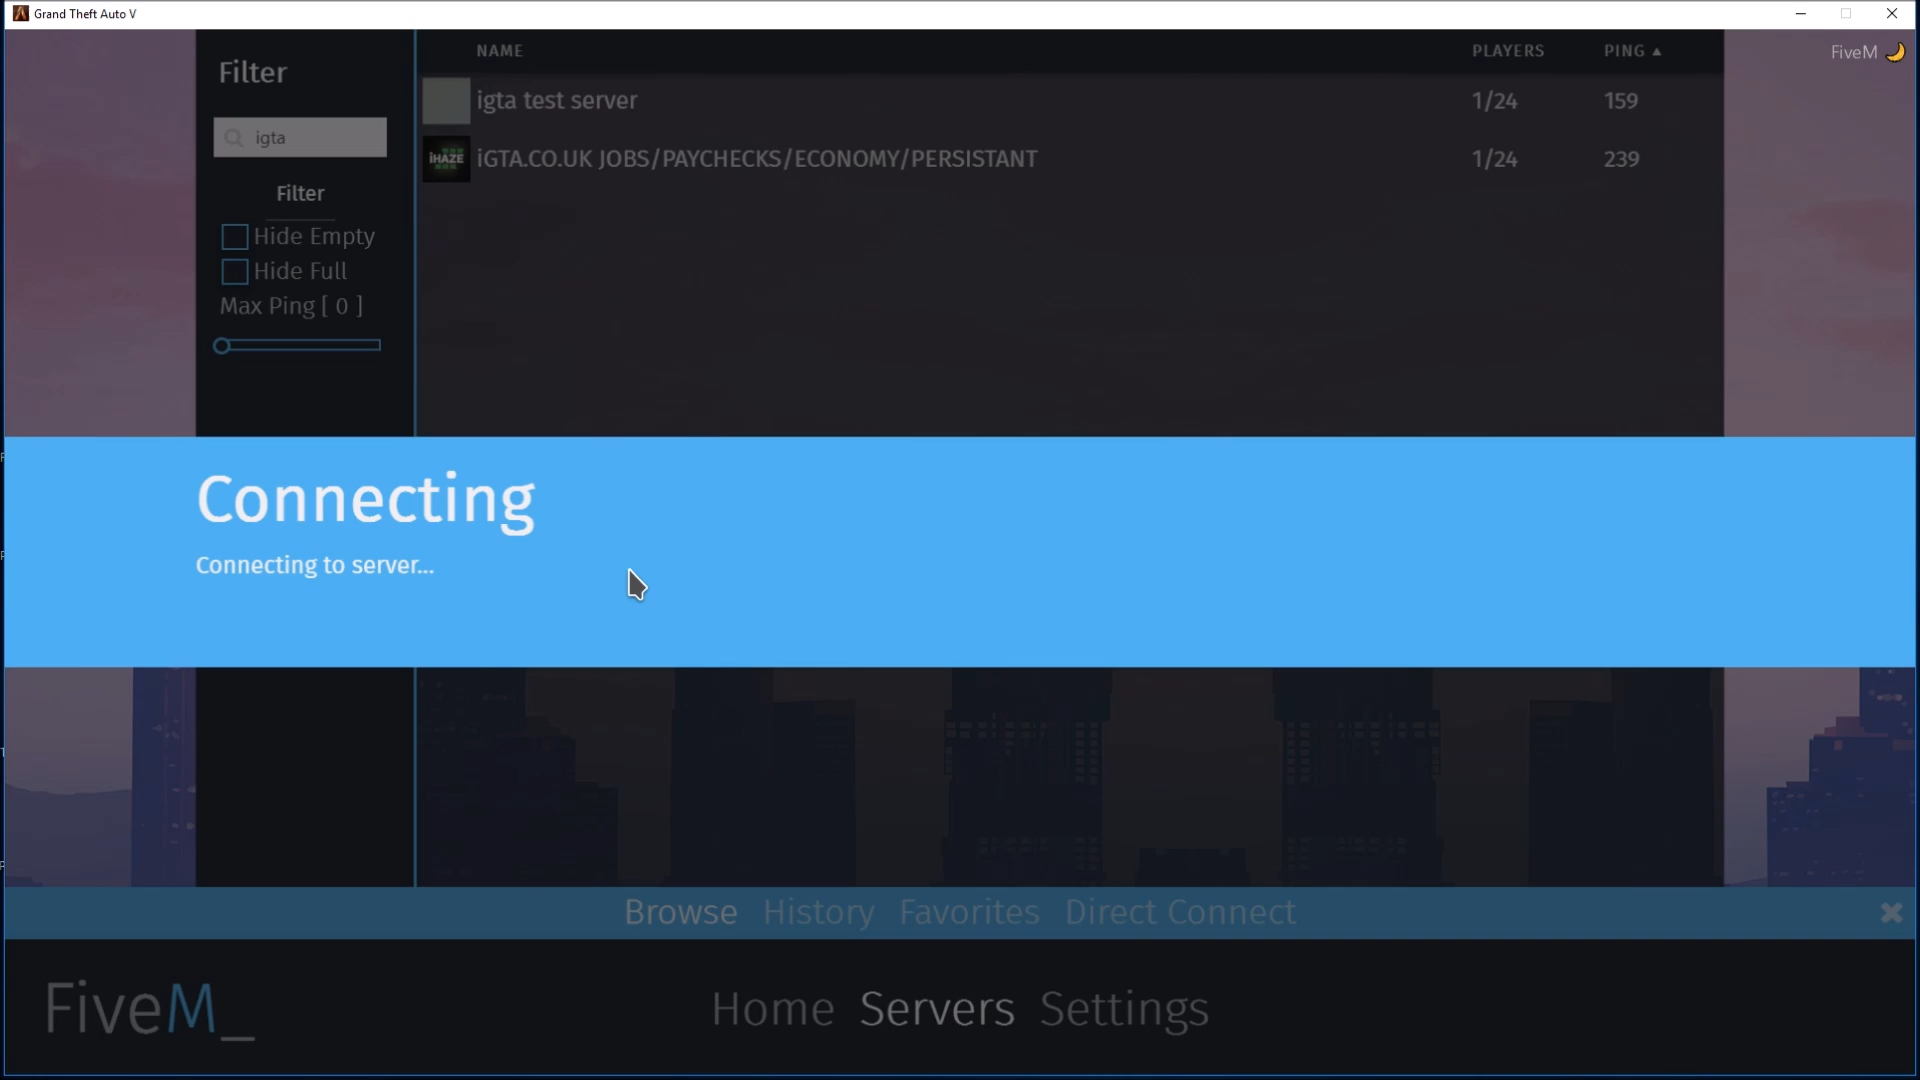 Grand Theft Auto V
FiveM
Filter
igta
Filter
Hide Empty
Hide Full
Max Ping [ 0 ]
NAME PLAYERS PING
igta test server 1/24 159
iHAZE iGTA.CO.UK JOBS/PAYCHECKS/ECONOMY/PERSISTANT 1/24 239
Connecting
Connecting to server...
Browse History Favorites Direct Connect
FiveM_
Home Servers Settings